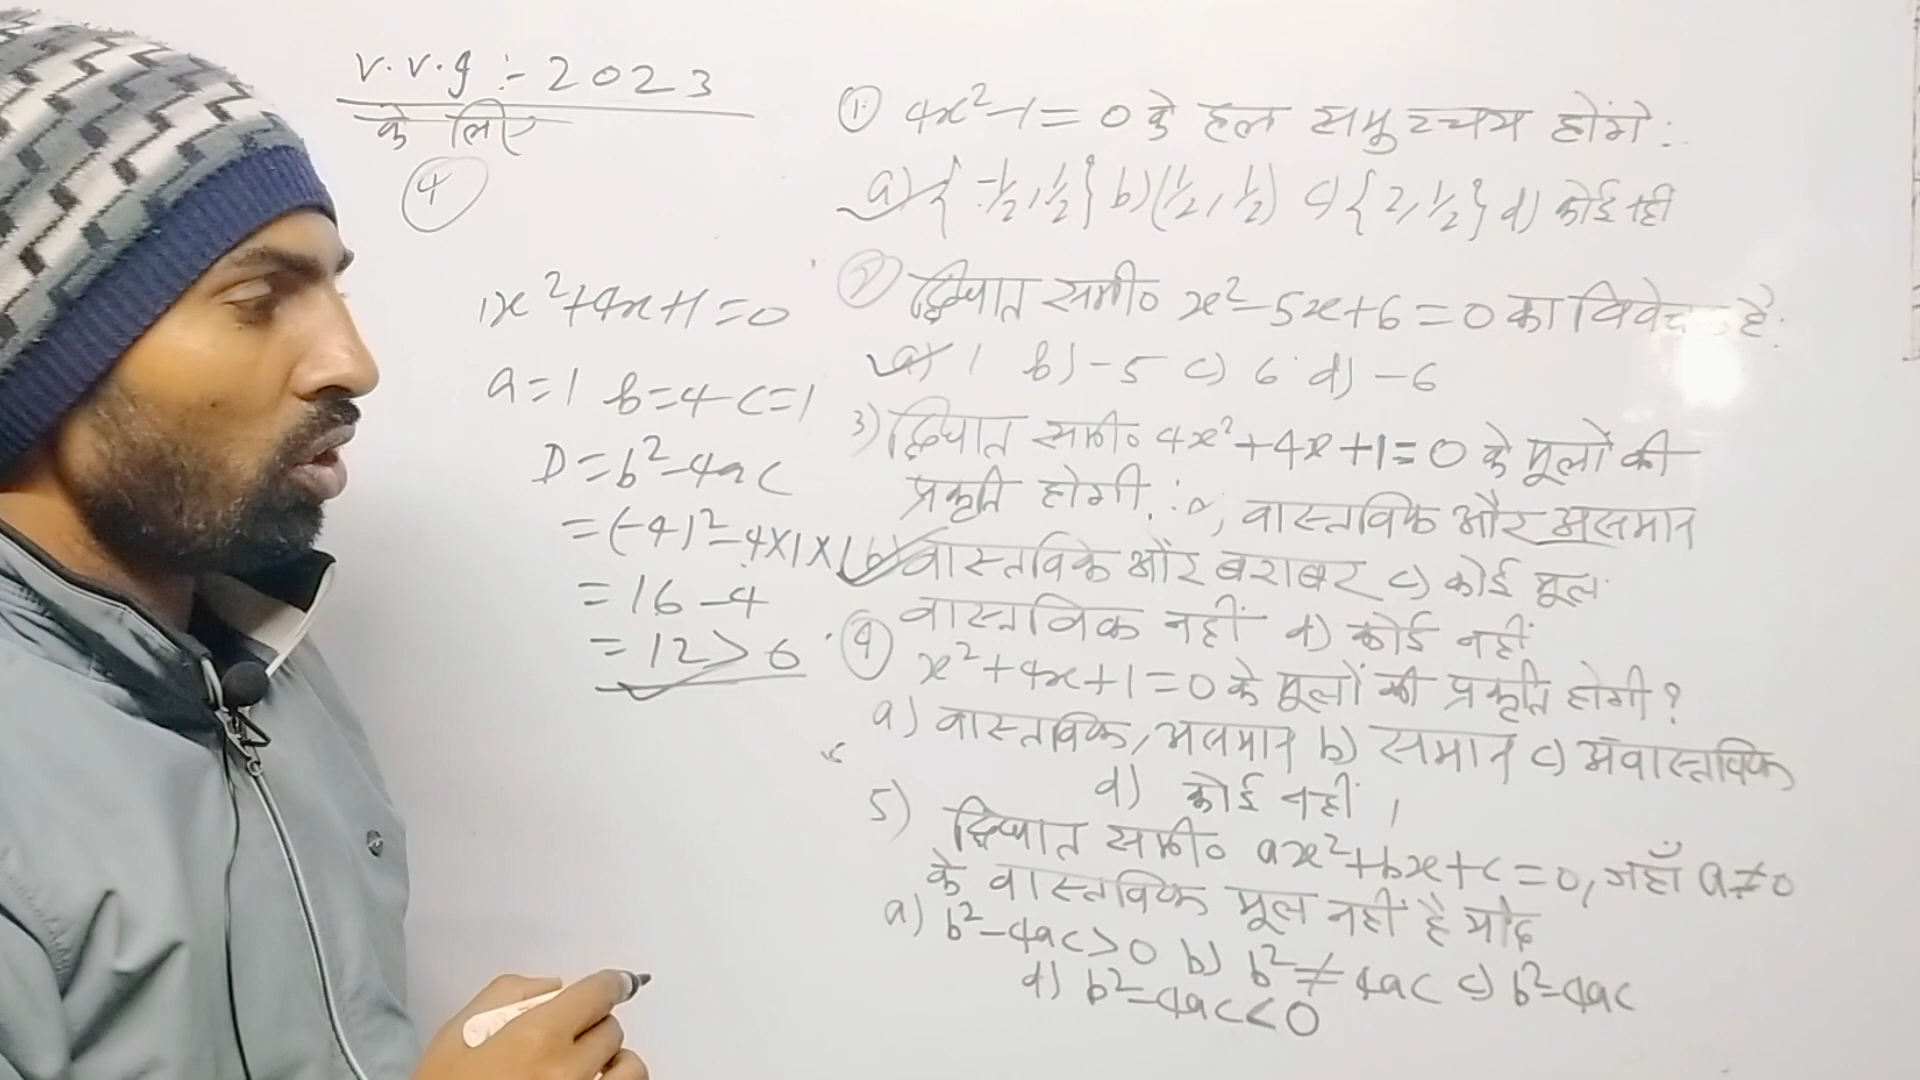 v.v.g :- 2023
के लिए
4
1x²+4x+1=0
a=1 b=4 c=1
D=b²-4ac
=(-4)²-4×1×1
=16-4
=12>6
① 4x²-1=0 के हल समुच्चय होंगे:
a) {-1/2, 1/2} b) (1/2, 1/2) c) {2, 1/2} d) कोई नहीं
② द्विघात समी० x²-5x+6=0 का विवेच है:
a) 1 b) -5 c) 6 d) -6
3) द्विघात समी० 4x²+4x+1=0 के मूलों की
प्रकृति होगी: a, वास्तविक और असमान
b) वास्तविक और बराबर c) कोई मूल
वास्तविक नहीं d) कोई नहीं
④ x²+4x+1=0 के मूलों की प्रकृति होगी?
a) वास्तविक, असमान b) समान c) अवास्तविक
d) कोई नहीं।
5) द्विघात समी० ax²+bx+c=0, जहाँ a≠0
के वास्तविक मूल नहीं है यदि
a) b²-4ac>0 b) b²≠4ac c) b²-4ac
d) b²-4ac<0